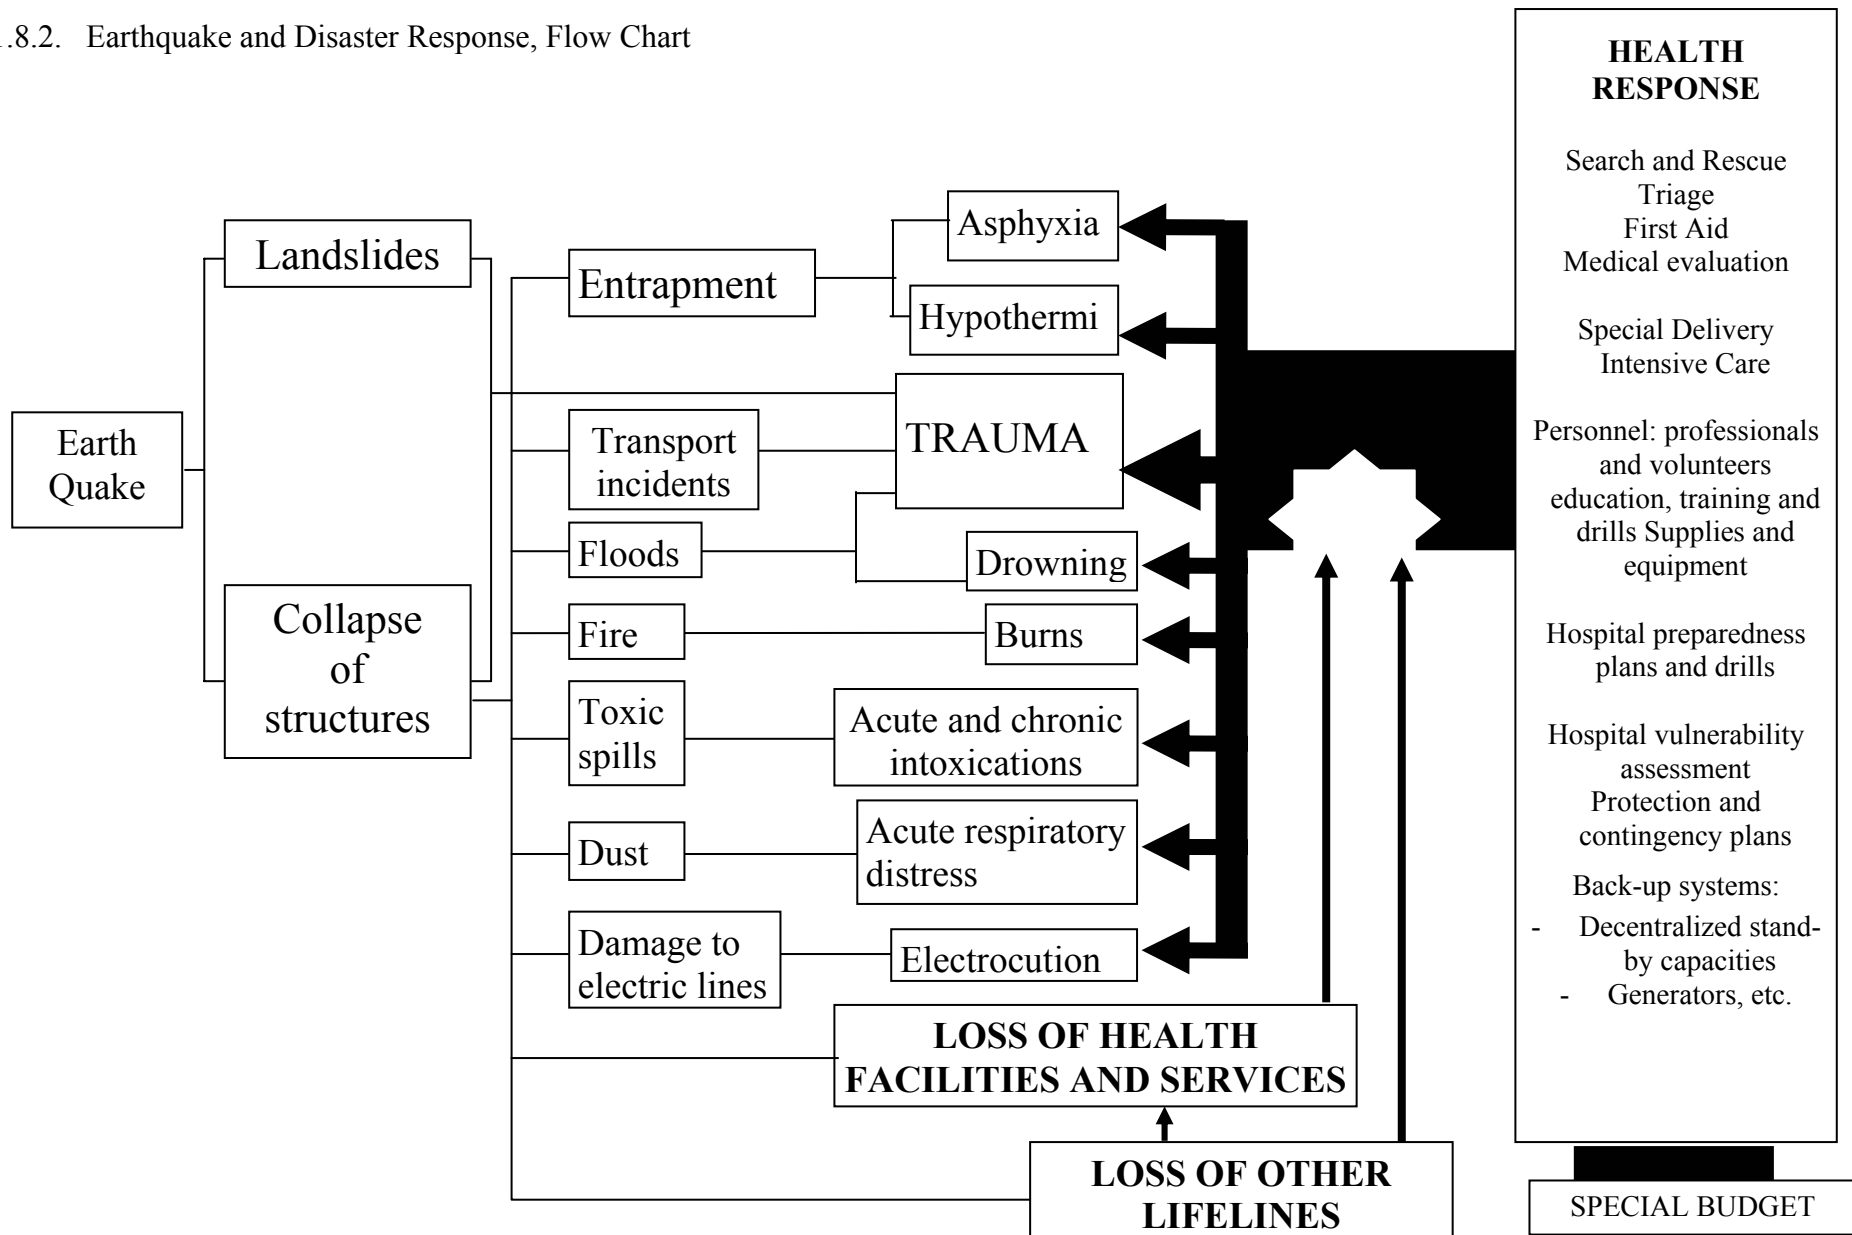 .8.2. Earthquake and Disaster Response, Flow Chart
HEALTH
RESPONSE
Search and Rescue
Triage
First Aid
Medical evaluation
Special Delivery
Intensive Care
Personnel: professionals
and volunteers
education, training and
drills Supplies and
equipment
Hospital preparedness
plans and drills
Hospital vulnerability
assessment
Protection and
contingency plans
Back-up systems:
- Decentralized stand-
by capacities
- Generators, etc.
SPECIAL BUDGET
Earth
Quake
Landslides
Collapse
of
structures
Entrapment
Asphyxia
Hypothermi
TRAUMA
Transport
incidents
Floods
Drowning
Fire
Burns
Toxic
spills
Acute and chronic
intoxications
Dust
Acute respiratory
distress
Damage to
electric lines
Electrocution
LOSS OF HEALTH
FACILITIES AND SERVICES
LOSS OF OTHER
LIFELINES